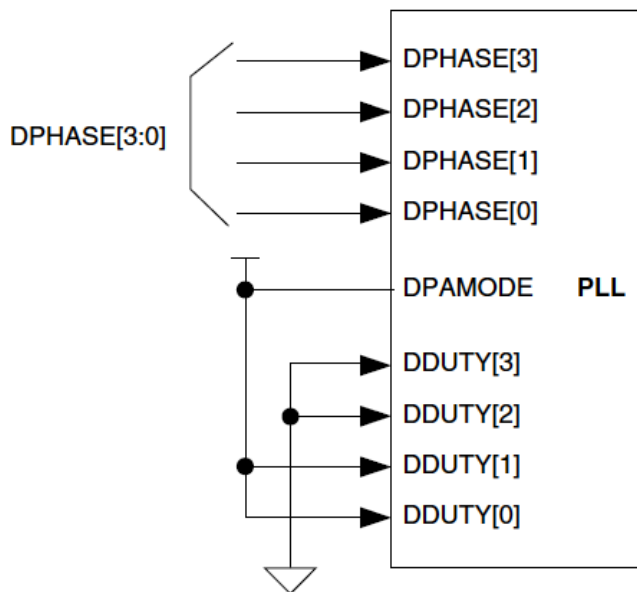 DPHASE[3]
DPHASE[2]
DPHASE[3:0]
DPHASE[1]
DPHASE[0]
DPAMODE PLL
DDUTY[3]
DDUTY[2]
DDUTY[1]
DDUTY[0]